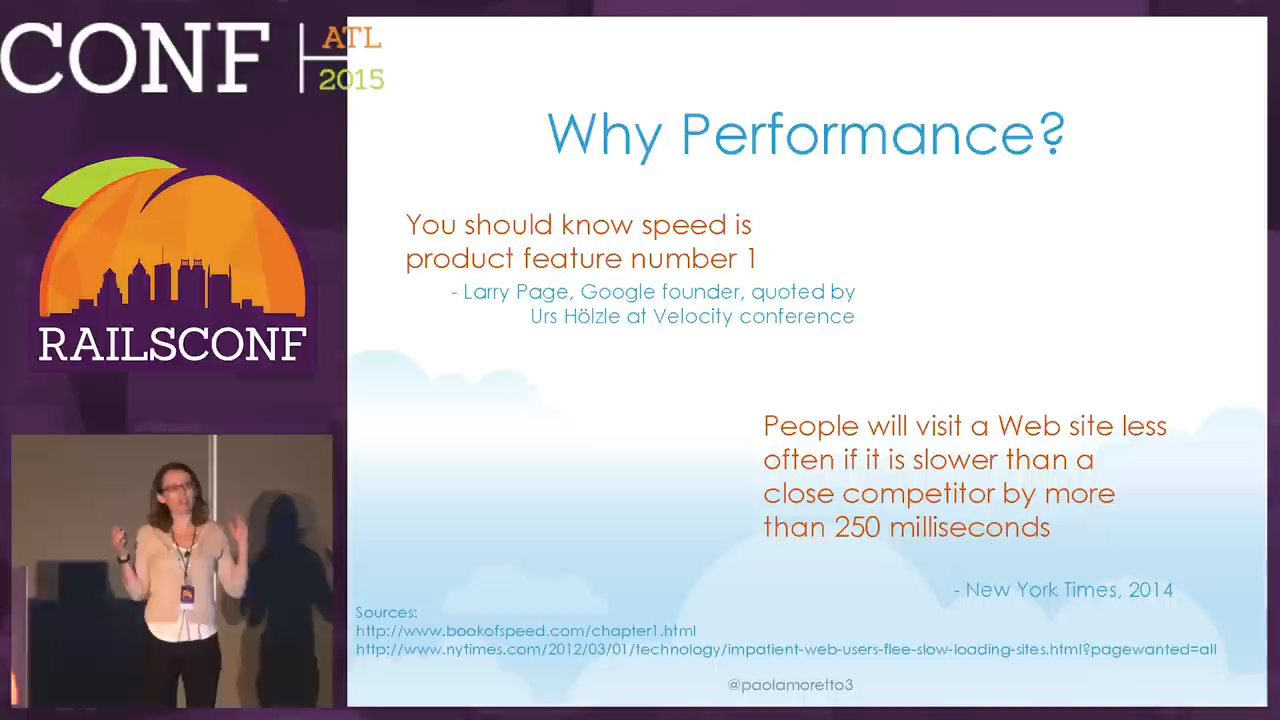 CONF
ATL
2015
RAILSCONF
Why Performance?
You should know speed is
product feature number 1
- Larry Page, Google founder, quoted by
Urs Hölzle at Velocity conference
People will visit a Web site less
often if it is slower than a
close competitor by more
than 250 milliseconds
- New York Times, 2014
Sources:
http://www.bookofspeed.com/chapter1.html
http://www.nytimes.com/2012/03/01/technology/impatient-web-users-flee-slow-loading-sites.html?pagewanted=all
@paolamoretto3